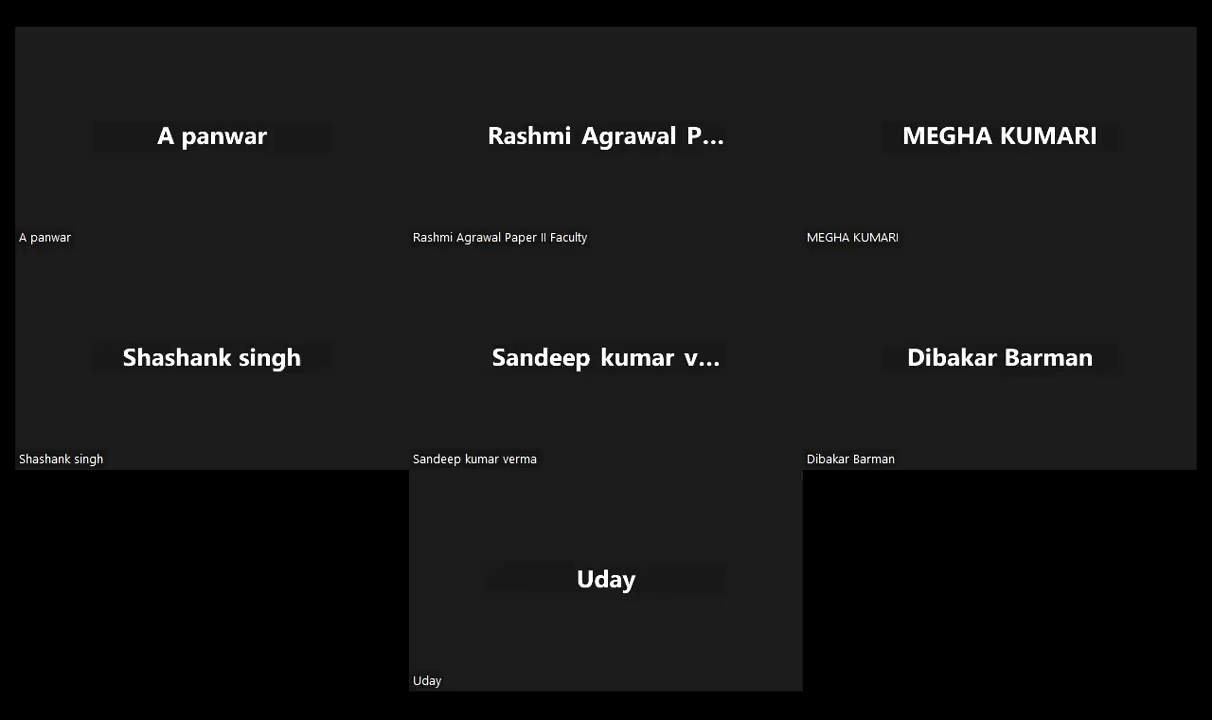 A panwar
Rashmi Agrawal P...
MEGHA KUMARI
A panwar
Rashmi Agrawal Paper II Faculty
MEGHA KUMARI
Shashank singh
Sandeep kumar v...
Dibakar Barman
Shashank singh
Sandeep kumar verma
Dibakar Barman
Uday
Uday